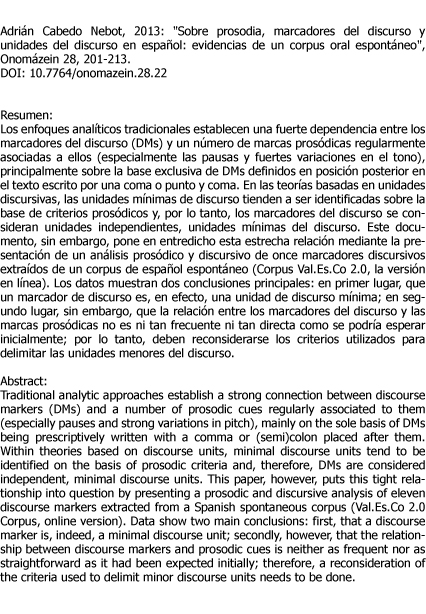 Adrián Cabedo Nebot, 2013: "Sobre prosodia, marcadores del discurso y
unidades del discurso en español: evidencias de un corpus oral espontáneo",
Onomázein 28, 201-213.
DOI: 10.7764/onomazein.28.22
Resumen:
Los enfoques analíticos tradicionales establecen una fuerte dependencia entre los
marcadores del discurso (DMs) y un número de marcas prosódicas regularmente
asociadas a ellos (especialmente las pausas y fuertes variaciones en el tono),
principalmente sobre la base exclusiva de DMs definidos en posición posterior en
el texto escrito por una coma o punto y coma. En las teorías basadas en unidades
discursivas, las unidades mínimas de discurso tienden a ser identificadas sobre la
base de criterios prosódicos y, por lo tanto, los marcadores del discurso se con-
sideran unidades independientes, unidades mínimas del discurso. Este docu-
mento, sin embargo, pone en entredicho esta estrecha relación mediante la pre-
sentación de un análisis prosódico y discursivo de once marcadores discursivos
extraídos de un corpus de español espontáneo (Corpus Val.Es.Co 2.0, la versión
en línea). Los datos muestran dos conclusiones principales: en primer lugar, que
un marcador de discurso es, en efecto, una unidad de discurso mínima; en seg-
undo lugar, sin embargo, que la relación entre los marcadores del discurso y las
marcas prosódicas no es ni tan frecuente ni tan directa como se podría esperar
inicialmente; por lo tanto, deben reconsiderarse los criterios utilizados para
delimitar las unidades menores del discurso.
Abstract:
Traditional analytic approaches establish a strong connection between discourse
markers (DMs) and a number of prosodic cues regularly associated to them
(especially pauses and strong variations in pitch), mainly on the sole basis of DMs
being prescriptively written with a comma or (semi)colon placed after them.
Within theories based on discourse units, minimal discourse units tend to be
identified on the basis of prosodic criteria and, therefore, DMs are considered
independent, minimal discourse units. This paper, however, puts this tight rela-
tionship into question by presenting a prosodic and discursive analysis of eleven
discourse markers extracted from a Spanish spontaneous corpus (Val.Es.Co 2.0
Corpus, online version). Data show two main conclusions: first, that a discourse
marker is, indeed, a minimal discourse unit; secondly, however, that the relation-
ship between discourse markers and prosodic cues is neither as frequent nor as
straightforward as it had been expected initially; therefore, a reconsideration of
the criteria used to delimit minor discourse units needs to be done.